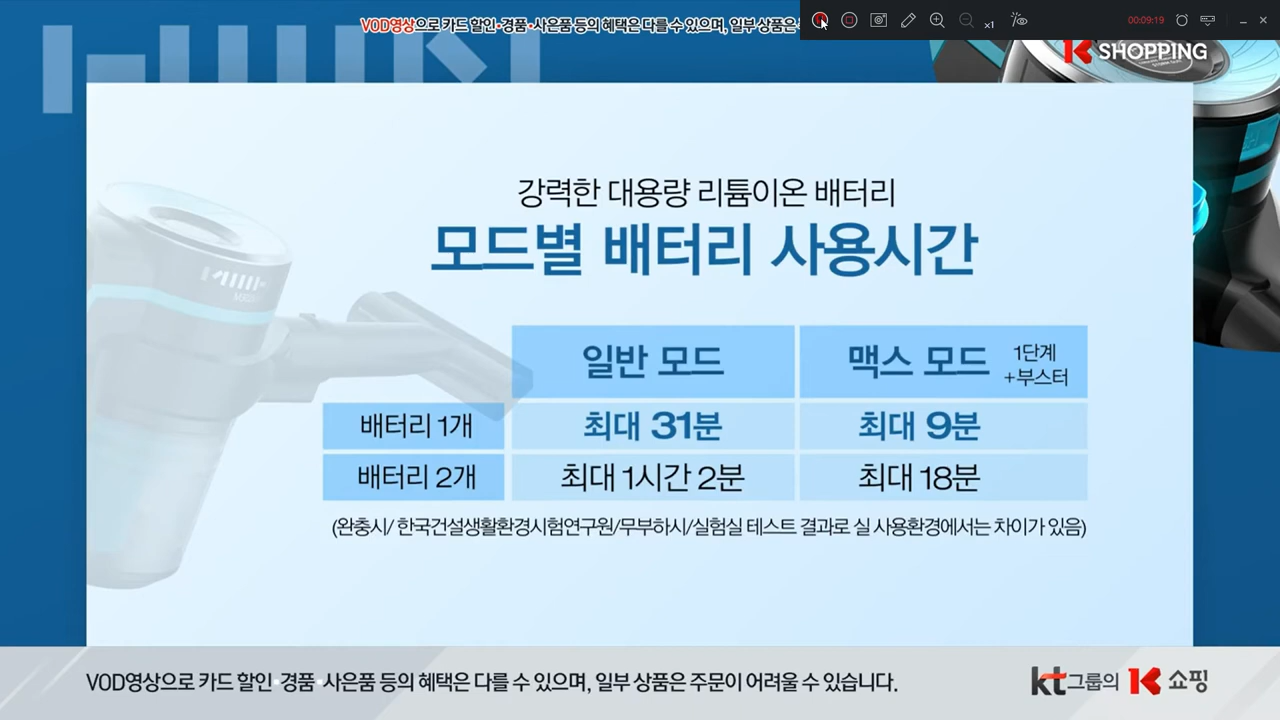 VOD영상으로 카드 할인·경품·사은품 등의 혜택은 다를 수 있으며, 일부 상품은
x1
00:09:19
K SHOPPING
강력한 대용량 리튬이온 배터리
모드별 배터리 사용시간
일반 모드 맥스 모드 1단계
+부스터
배터리 1개 최대 31분 최대 9분
배터리 2개 최대 1시간 2분 최대 18분
(완충시/ 한국건설생활환경시험연구원/무부하시/실험실 테스트 결과로 실 사용환경에서는 차이가 있음)
VOD영상으로 카드 할인·경품·사은품 등의 혜택은 다를 수 있으며, 일부 상품은 주문이 어려울 수 있습니다.
kt그룹의 K 쇼핑